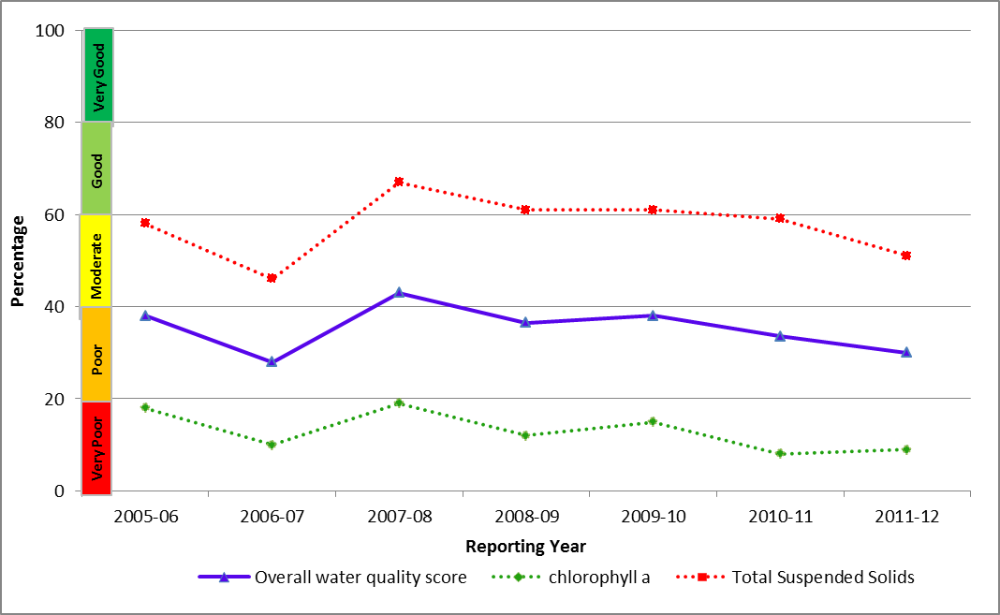 100
80
60
40
20
0
Very Good
Good
Moderate
Poor
Very Poor
Percentage
2005-06 2006-07 2007-08 2008-09 2009-10 2010-11 2011-12
Reporting Year
Overall water quality score chlorophyll a Total Suspended Solids